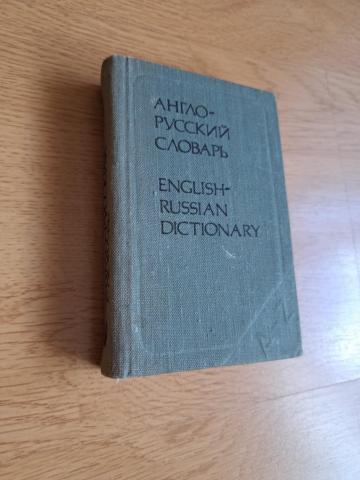 АНГЛО-
РУССКИЙ
СЛОВАРЬ
ENGLISH-
RUSSIAN
DICTIONARY